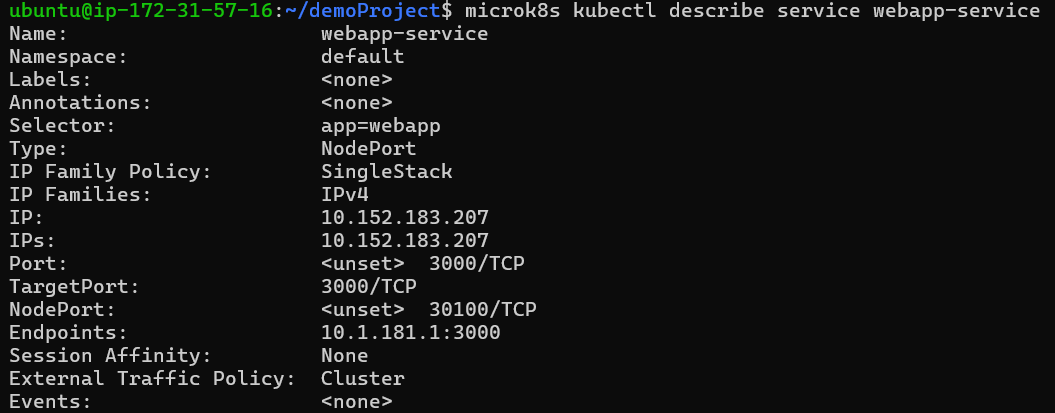 ubuntu@ip-172-31-57-16:~/demoProject$ microk8s kubectl describe service webapp-service
Name:                     webapp-service
Namespace:                default
Labels:                   <none>
Annotations:              <none>
Selector:                 app=webapp
Type:                     NodePort
IP Family Policy:         SingleStack
IP Families:              IPv4
IP:                       10.152.183.207
IPs:                      10.152.183.207
Port:                     <unset>  3000/TCP
TargetPort:               3000/TCP
NodePort:                 <unset>  30100/TCP
Endpoints:                10.1.181.1:3000
Session Affinity:         None
External Traffic Policy:  Cluster
Events:                   <none>